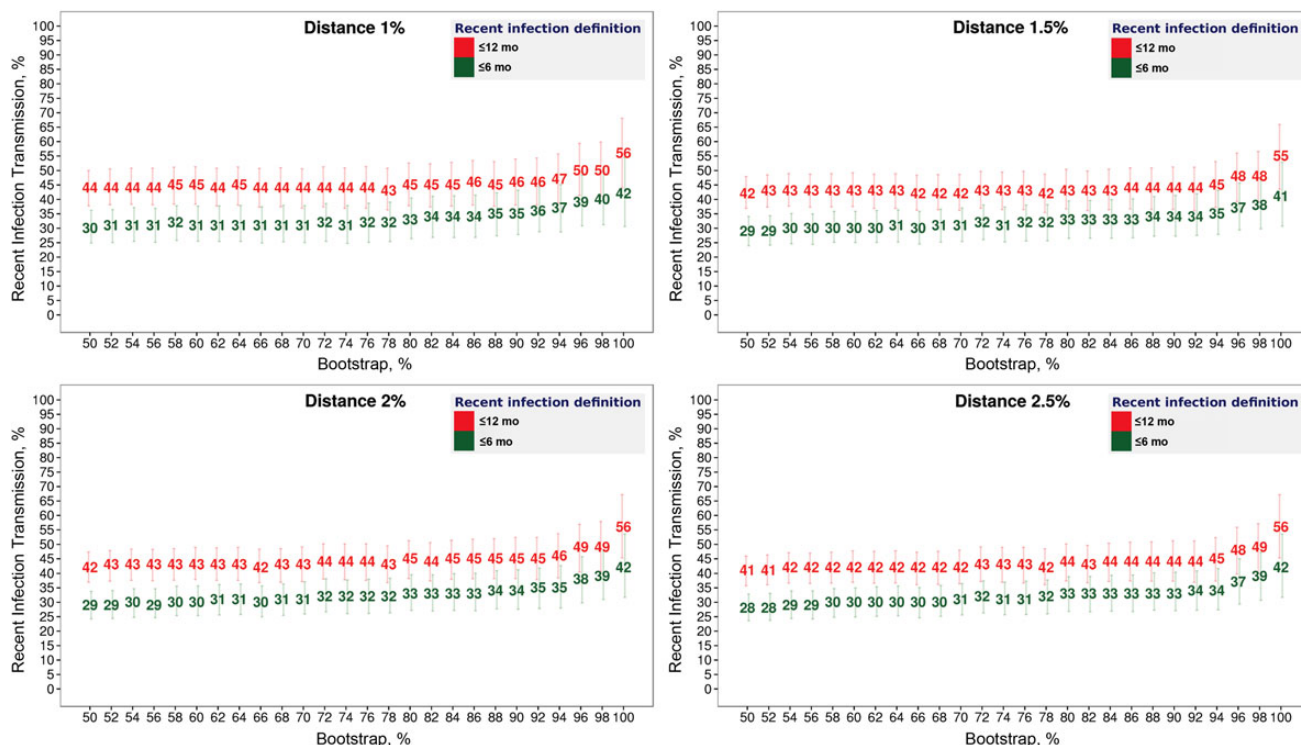 Distance 1%
Recent infection definition
≤12 mo
≤6 mo
Recent Infection Transmission, %
100
95
90
85
80
75
70
65
60
55
50
45
40
35
30
25
20
15
10
5
0
44 44 44 44 45 45 44 45 44 44 44 44 44 44 44 43 45 45 45 46 45 46 46 47 50 50 56
30 31 31 31 32 31 31 31 31 31 31 32 31 32 32 33 34 34 34 35 35 36 37 39 40 42
50 52 54 56 58 60 62 64 66 68 70 72 74 76 78 80 82 84 86 88 90 92 94 96 98 100
Bootstrap, %
Distance 1.5%
Recent infection definition
≤12 mo
≤6 mo
Recent Infection Transmission, %
100
95
90
85
80
75
70
65
60
55
50
45
40
35
30
25
20
15
10
5
0
42 43 43 43 43 43 43 43 42 42 42 43 43 43 42 43 43 43 44 44 44 44 45 48 48 55
29 29 30 30 30 30 30 31 30 31 31 32 31 32 32 33 33 33 33 34 34 34 35 37 38 41
50 52 54 56 58 60 62 64 66 68 70 72 74 76 78 80 82 84 86 88 90 92 94 96 98 100
Bootstrap, %
Distance 2%
Recent infection definition
≤12 mo
≤6 mo
Recent Infection Transmission, %
100
95
90
85
80
75
70
65
60
55
50
45
40
35
30
25
20
15
10
5
0
42 43 43 43 43 43 43 43 42 43 43 44 44 44 43 45 44 45 45 45 45 45 46 49 49 56
29 29 30 29 30 30 31 31 30 31 31 32 32 32 32 33 33 33 33 34 34 35 35 38 39 42
50 52 54 56 58 60 62 64 66 68 70 72 74 76 78 80 82 84 86 88 90 92 94 96 98 100
Bootstrap, %
Distance 2.5%
Recent infection definition
≤12 mo
≤6 mo
Recent Infection Transmission, %
100
95
90
85
80
75
70
65
60
55
50
45
40
35
30
25
20
15
10
5
0
41 41 42 42 42 42 42 42 42 42 42 43 43 43 42 44 43 44 44 44 44 44 45 48 49 56
28 28 29 29 30 30 30 30 30 30 31 32 31 31 32 33 33 33 33 33 33 34 34 37 39 42
50 52 54 56 58 60 62 64 66 68 70 72 74 76 78 80 82 84 86 88 90 92 94 96 98 100
Bootstrap, %